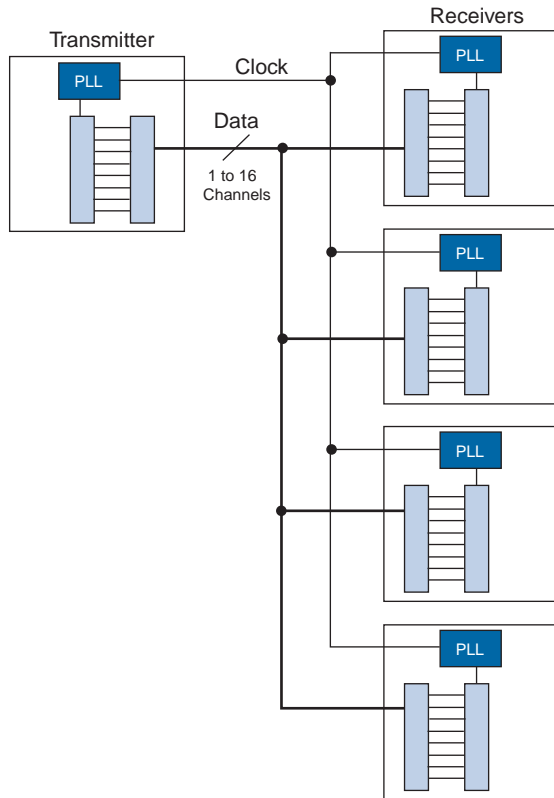 Receivers
Transmitter
PLL
Clock
PLL
Data
1 to 16
Channels
PLL
PLL
PLL